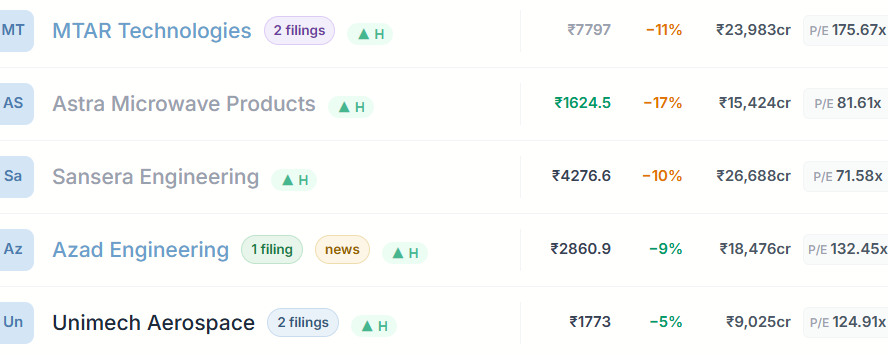 MT MTAR Technologies 2 filings ▲ H ₹7797 −11% ₹23,983cr P/E 175.67x
AS Astra Microwave Products ▲ H ₹1624.5 −17% ₹15,424cr P/E 81.61x
Sa Sansera Engineering ▲ H ₹4276.6 −10% ₹26,688cr P/E 71.58x
Az Azad Engineering 1 filing news ▲ H ₹2860.9 −9% ₹18,476cr P/E 132.45x
Un Unimech Aerospace 2 filings ▲ H ₹1773 −5% ₹9,025cr P/E 124.91x